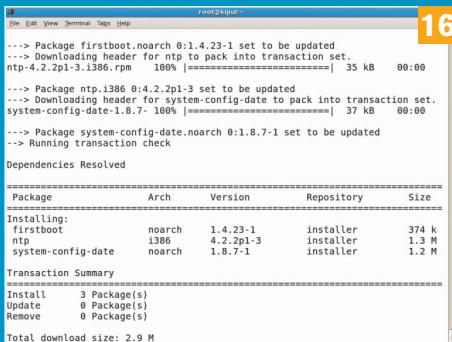 root@kipu:~
File Edit View Terminal Tabs Help
16
---> Package firstboot.noarch 0:1.4.23-1 set to be updated
---> Downloading header for ntp to pack into transaction set.
ntp-4.2.2p1-3.i386.rpm 100% |=========================| 35 kB 00:00
---> Package ntp.i386 0:4.2.2p1-3 set to be updated
---> Downloading header for system-config-date to pack into transaction set.
system-config-date-1.8.7- 100% |=========================| 37 kB 00:00
---> Package system-config-date.noarch 0:1.8.7-1 set to be updated
--> Running transaction check
Dependencies Resolved
=============================================================================
Package Arch Version Repository Size
=============================================================================
Installing:
firstboot noarch 1.4.23-1 installer 374 k
ntp i386 4.2.2p1-3 installer 1.3 M
system-config-date noarch 1.8.7-1 installer 1.2 M
Transaction Summary
=============================================================================
Install 3 Package(s)
Update 0 Package(s)
Remove 0 Package(s)
Total download size: 2.9 M